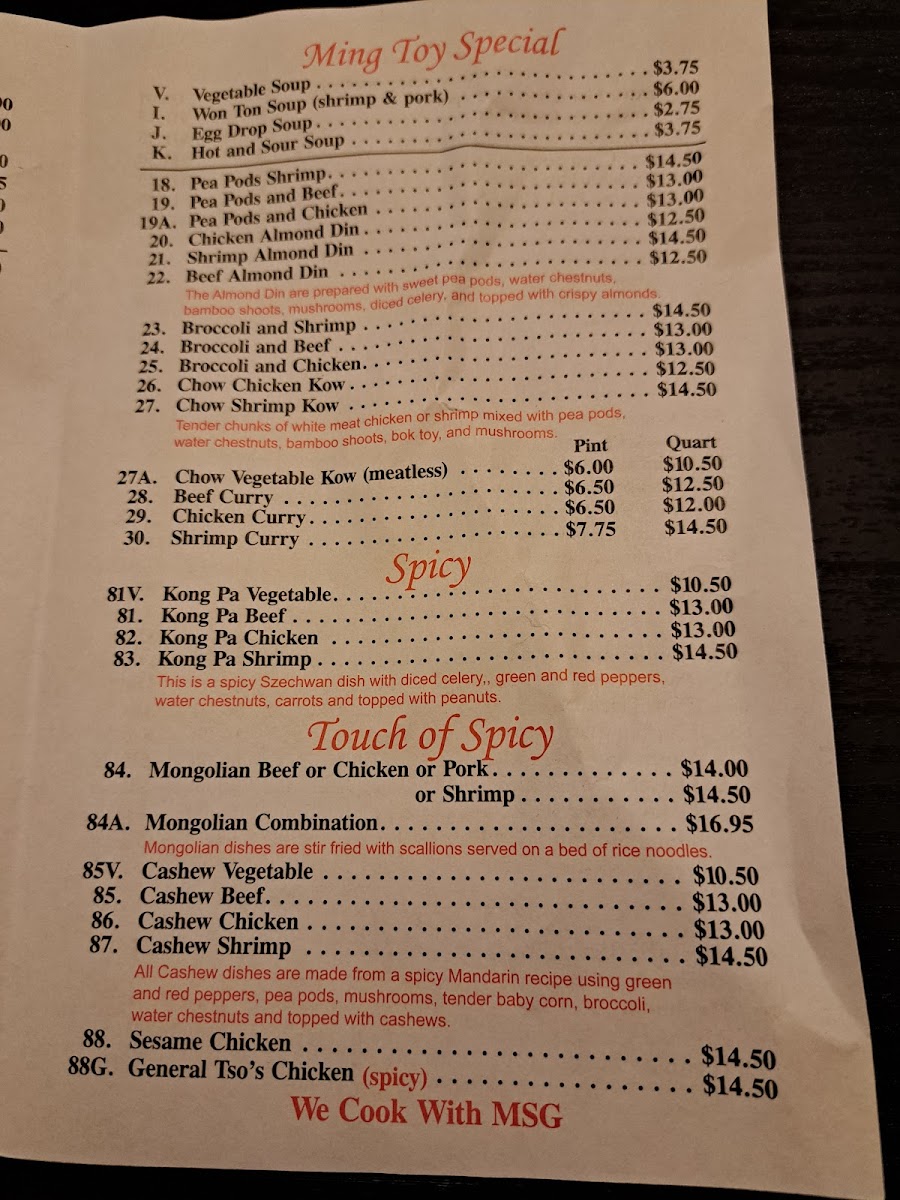 Ming Toy Special
V. Vegetable Soup $3.75
I. Won Ton Soup (shrimp & pork) $6.00
J. Egg Drop Soup $2.75
K. Hot and Sour Soup $3.75
18. Pea Pods Shrimp $14.50
19. Pea Pods and Beef $13.00
19A. Pea Pods and Chicken $13.00
20. Chicken Almond Din $12.50
21. Shrimp Almond Din $14.50
22. Beef Almond Din $12.50
The Almond Din are prepared with sweet pea pods, water chestnuts,
bamboo shoots, mushrooms, diced celery, and topped with crispy almonds.
23. Broccoli and Shrimp $14.50
24. Broccoli and Beef $13.00
25. Broccoli and Chicken $13.00
26. Chow Chicken Kow $12.50
27. Chow Shrimp Kow $14.50
Tender chunks of white meat chicken or shrimp mixed with pea pods,
water chestnuts, bamboo shoots, bok toy, and mushrooms.
Pint Quart
27A. Chow Vegetable Kow (meatless) $6.00 $10.50
28. Beef Curry $6.50 $12.50
29. Chicken Curry $6.50 $12.00
30. Shrimp Curry $7.75 $14.50
Spicy
81V. Kong Pa Vegetable $10.50
81. Kong Pa Beef $13.00
82. Kong Pa Chicken $13.00
83. Kong Pa Shrimp $14.50
This is a spicy Szechwan dish with diced celery,, green and red peppers,
water chestnuts, carrots and topped with peanuts.
Touch of Spicy
84. Mongolian Beef or Chicken or Pork $14.00
or Shrimp $14.50
84A. Mongolian Combination $16.95
Mongolian dishes are stir fried with scallions served on a bed of rice noodles.
85V. Cashew Vegetable $10.50
85. Cashew Beef $13.00
86. Cashew Chicken $13.00
87. Cashew Shrimp $14.50
All Cashew dishes are made from a spicy Mandarin recipe using green
and red peppers, pea pods, mushrooms, tender baby corn, broccoli,
water chestnuts and topped with cashews.
88. Sesame Chicken $14.50
88G. General Tso's Chicken (spicy) $14.50
We Cook With MSG